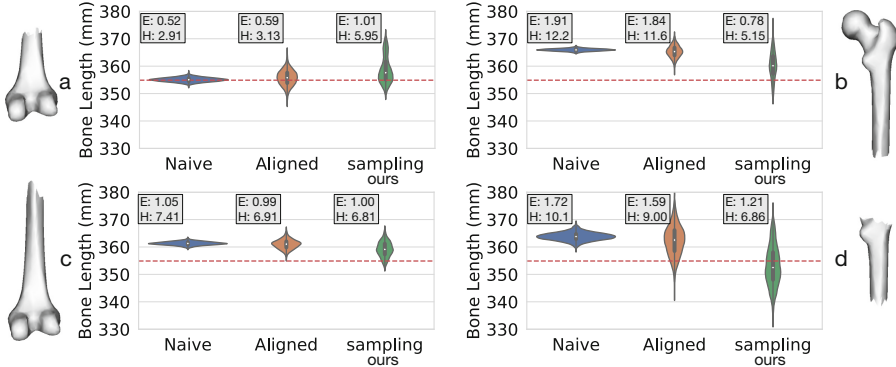 380
370
360
350
340
330
Bone Length (mm)
E: 0.52
H: 2.91
E: 0.59
H: 3.13
E: 1.01
H: 5.95
Naive
Aligned
sampling
ours
a
380
370
360
350
340
330
Bone Length (mm)
E: 1.91
H: 12.2
E: 1.84
H: 11.6
E: 0.78
H: 5.15
Naive
Aligned
sampling
ours
b
380
370
360
350
340
330
Bone Length (mm)
E: 1.05
H: 7.41
E: 0.99
H: 6.91
E: 1.00
H: 6.81
Naive
Aligned
sampling
ours
c
380
370
360
350
340
330
Bone Length (mm)
E: 1.72
H: 10.1
E: 1.59
H: 9.00
E: 1.21
H: 6.86
Naive
Aligned
sampling
ours
d